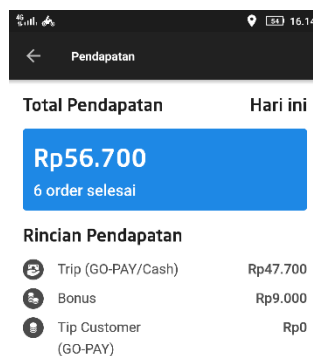 4G 54 16.14
Pendapatan
Total Pendapatan Hari ini
Rp56.700
6 order selesai
Rincian Pendapatan
Trip (GO-PAY/Cash) Rp47.700
Bonus Rp9.000
Tip Customer Rp0
(GO-PAY)